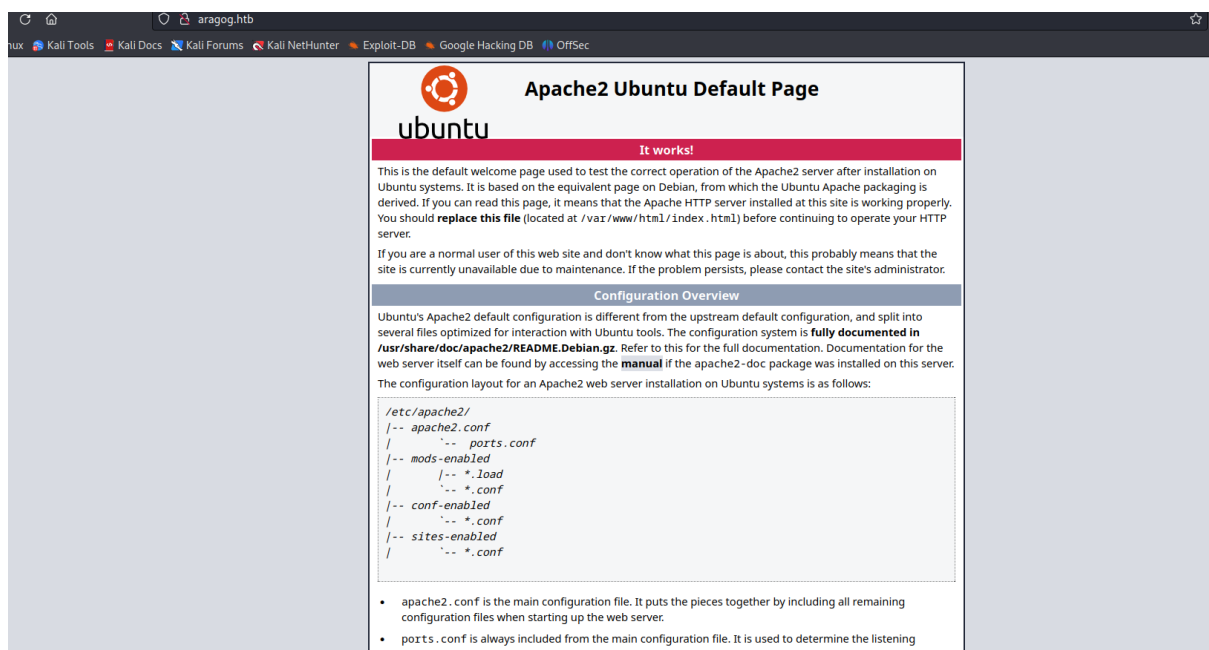 aragog.htb
nux Kali Tools Kali Docs Kali Forums Kali NetHunter Exploit-DB Google Hacking DB OffSec
Apache2 Ubuntu Default Page
ubuntu
It works!
This is the default welcome page used to test the correct operation of the Apache2 server after installation on
Ubuntu systems. It is based on the equivalent page on Debian, from which the Ubuntu Apache packaging is
derived. If you can read this page, it means that the Apache HTTP server installed at this site is working properly.
You should replace this file (located at /var/www/html/index.html) before continuing to operate your HTTP
server.
If you are a normal user of this web site and don't know what this page is about, this probably means that the
site is currently unavailable due to maintenance. If the problem persists, please contact the site's administrator.
Configuration Overview
Ubuntu's Apache2 default configuration is different from the upstream default configuration, and split into
several files optimized for interaction with Ubuntu tools. The configuration system is fully documented in
/usr/share/doc/apache2/README.Debian.gz. Refer to this for the full documentation. Documentation for the
web server itself can be found by accessing the manual if the apache2-doc package was installed on this server.
The configuration layout for an Apache2 web server installation on Ubuntu systems is as follows:
/etc/apache2/
|-- apache2.conf
|       `--  ports.conf
|-- mods-enabled
|       |-- *.load
|       `-- *.conf
|-- conf-enabled
|       `-- *.conf
|-- sites-enabled
|       `-- *.conf
• apache2.conf is the main configuration file. It puts the pieces together by including all remaining
configuration files when starting up the web server.
• ports.conf is always included from the main configuration file. It is used to determine the listening